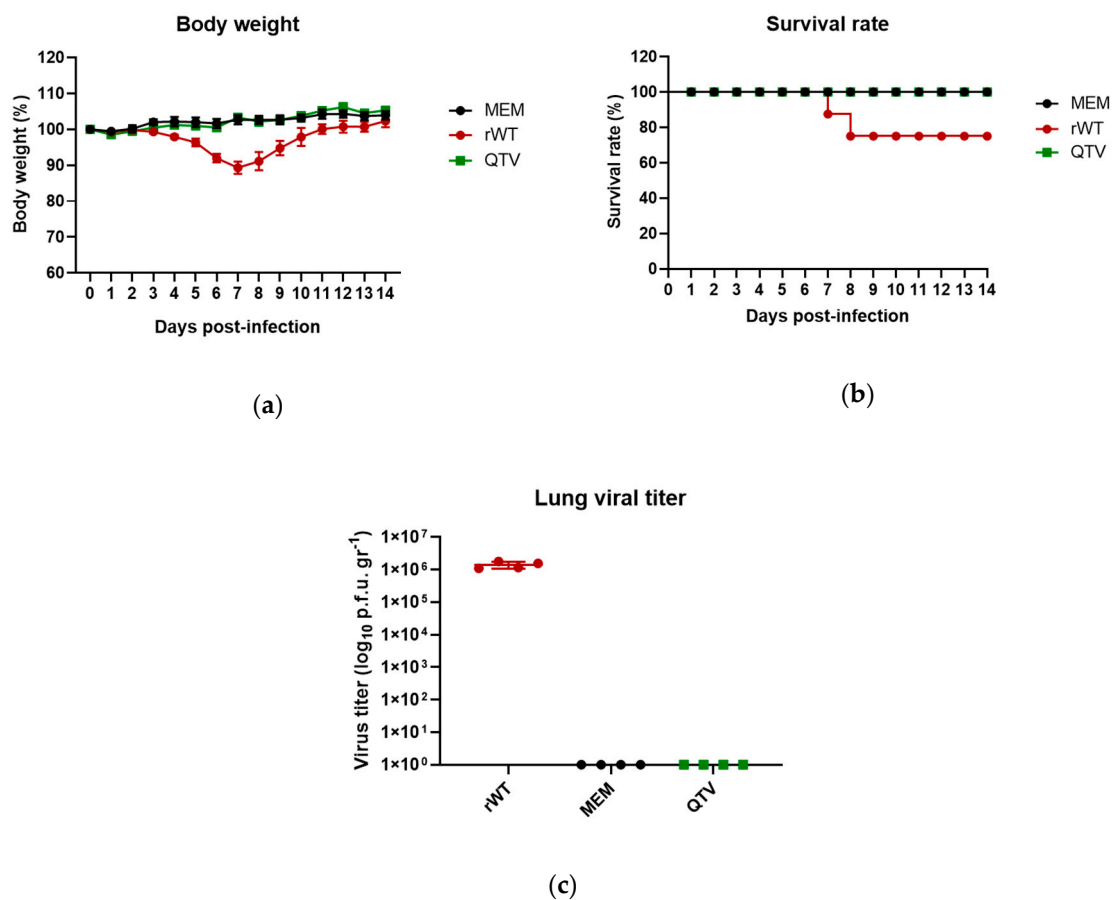 Body weight
120
110
100
90
80
70
60
Body weight (%)
0 1 2 3 4 5 6 7 8 9 10 11 12 13 14
Days post-infection
MEM
rWT
QTV
(a)
Survival rate
120
100
80
60
40
20
0
Survival rate (%)
0 1 2 3 4 5 6 7 8 9 10 11 12 13 14
Days post-infection
MEM
rWT
QTV
(b)
Lung viral titer
1×10⁷
1×10⁶
1×10⁵
1×10⁴
1×10³
1×10²
1×10¹
1×10⁰
Virus titer (log₁₀ p.f.u. gr⁻¹)
rWT
MEM
QTV
(c)